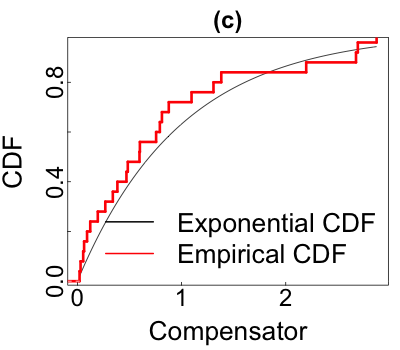 (c)
CDF
0.8
0.4
0.0
Exponential CDF
Empirical CDF
0 1 2
Compensator